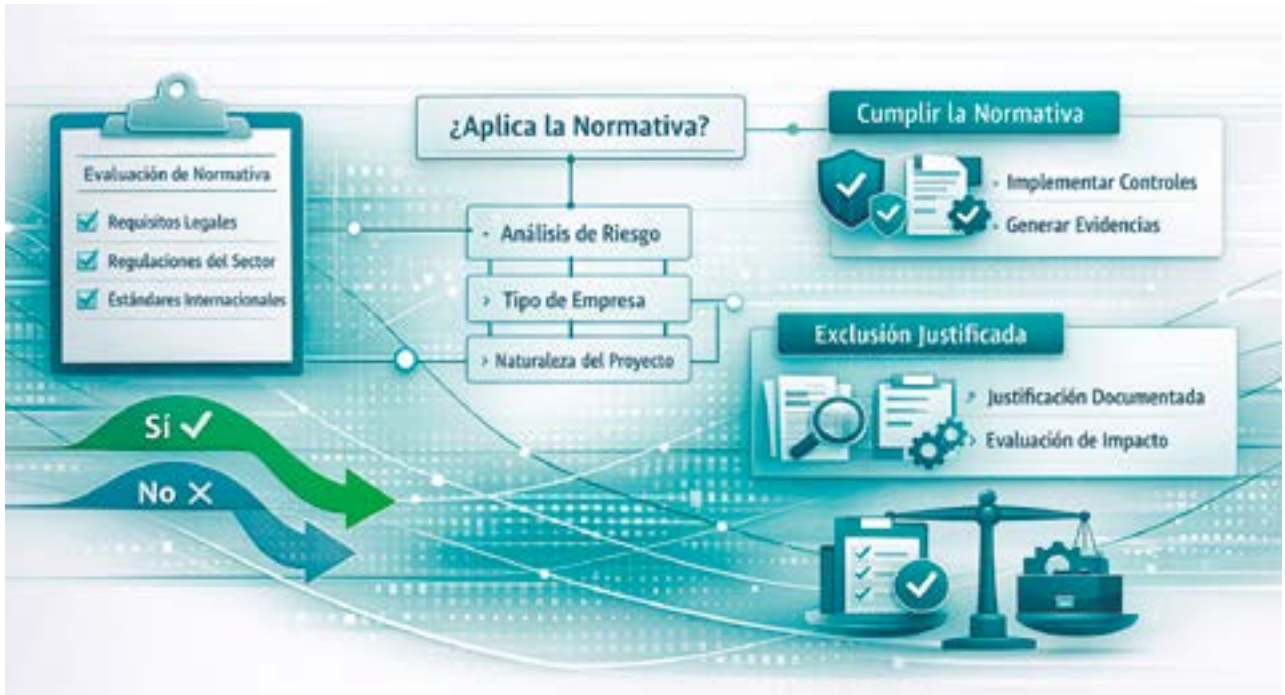 Evaluación de Normativa
Requisitos Legales
Regulaciones del Sector
Estándares Internacionales
¿Aplica la Normativa?
- Análisis de Riesgo
› Tipo de Empresa
› Naturaleza del Proyecto
Cumplir la Normativa
- Implementar Controles
- Generar Evidencias
Exclusión Justificada
› Justificación Documentada
› Evaluación de Impacto
Sí ✓
No ✕